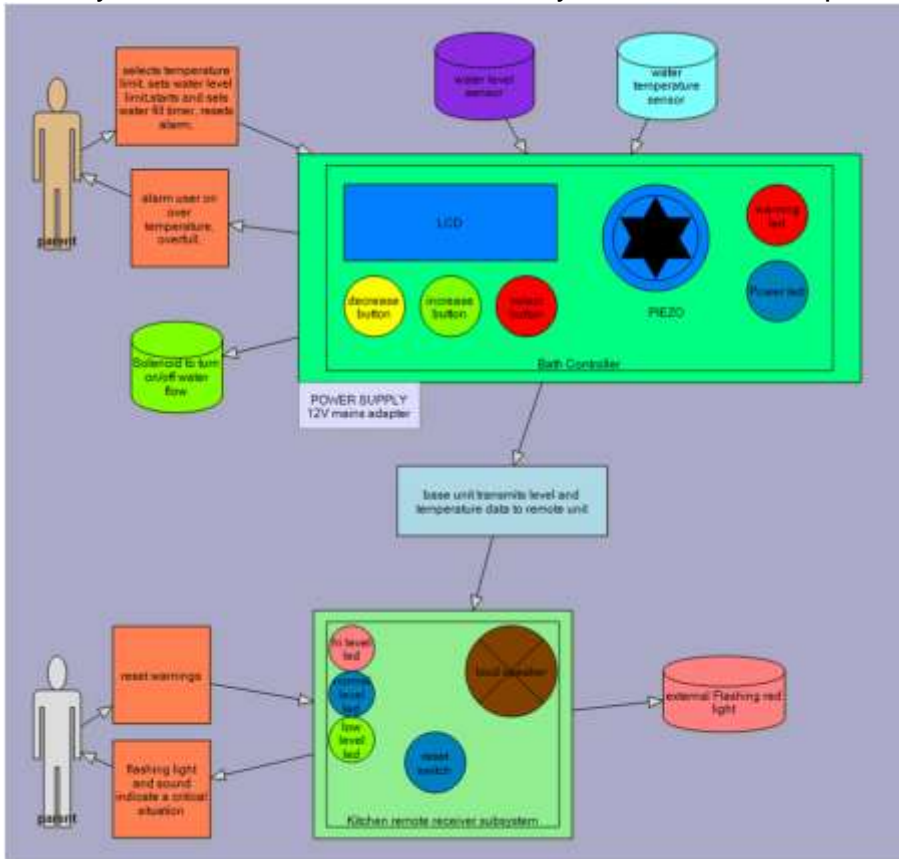 selects temperature
limit, sets water level
limit,starts and sets
water fill timer, resets
alarm.
water level
sensor
water
temperature
sensor
alarm user on
over
temperature,
overfull.
parent
LCD
warning
led
decrease
button
increase
button
select
button
PIEZO
Power led
Bath Controller
Solenoid to turn
on/off water
flow
POWER SUPPLY
12V mains adapter
base unit transmits level and
temperature data to remote unit
hi level
led
normal
level
led
low
level
led
loud speaker
reset
switch
reset warnings
external Flashing red
light
flashing light
and sound
indicate a critical
situation
parent
Kitchen remote receiver subsystem